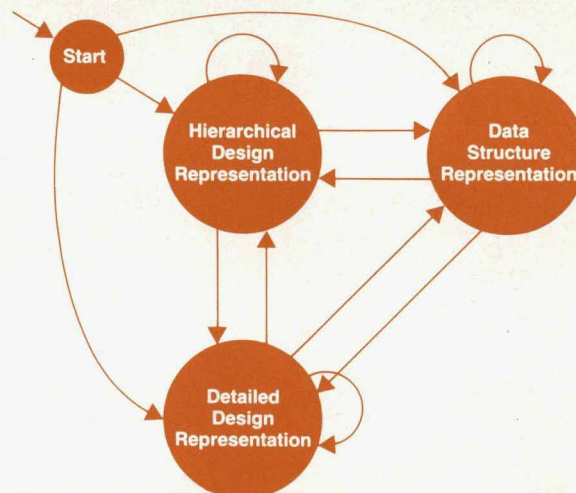 Start
Hierarchical
Design
Representation
Data
Structure
Representation
Detailed
Design
Representation